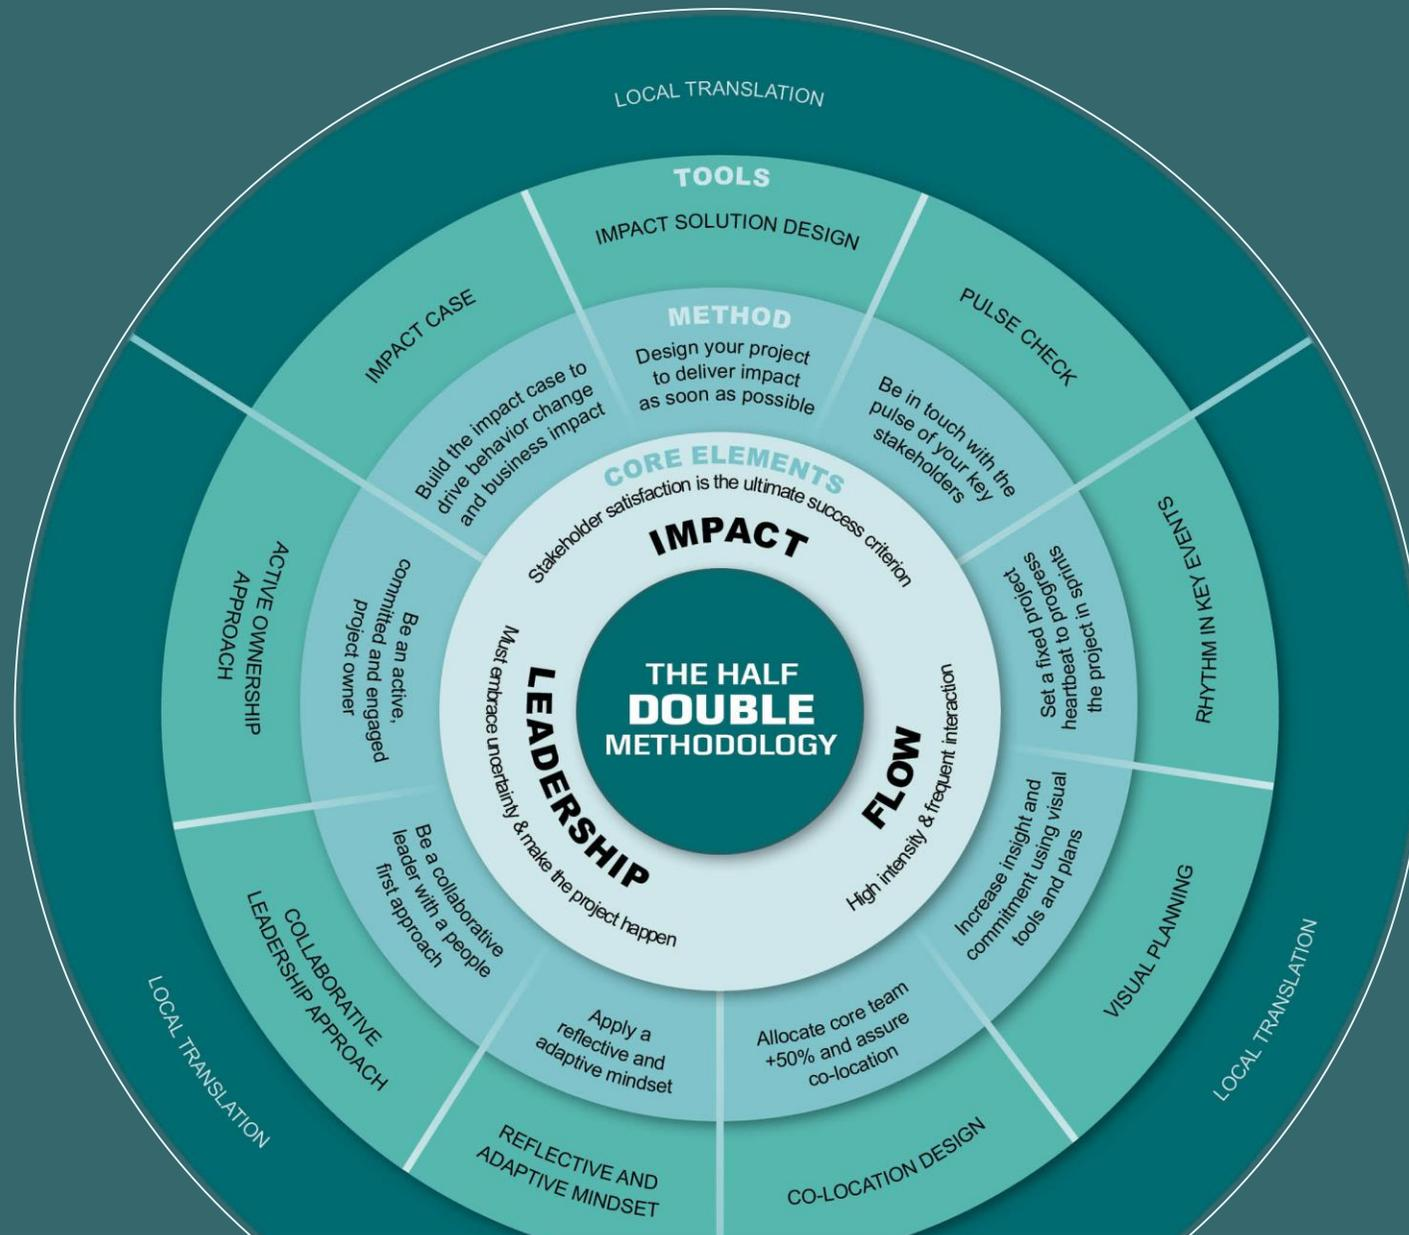 LOCAL TRANSLATION
TOOLS
IMPACT SOLUTION DESIGN
IMPACT CASE
PULSE CHECK
METHOD
Design your project
to deliver impact
as soon as possible
Build the impact case to
drive behavior change
and business impact
Be in touch with the
pulse of your key
stakeholders
CORE ELEMENTS
Stakeholder satisfaction is the ultimate success criterion
IMPACT
THE HALF
DOUBLE
METHODOLOGY
FLOW
High intensity & frequent interaction
LEADERSHIP
Must embrace uncertainty & make the project happen
RHYTHM IN KEY EVENTS
Set a fixed project
heartbeat to progress
the project in sprints
VISUAL PLANNING
Increase insight and
commitment using visual
tools and plans
CO-LOCATION DESIGN
Allocate core team
+50% and assure
co-location
LOCAL TRANSLATION
REFLECTIVE AND
ADAPTIVE MINDSET
Apply a
reflective and
adaptive mindset
COLLABORATIVE
LEADERSHIP APPROACH
Be a collaborative
leader with a people
first approach
ACTIVE OWNERSHIP
APPROACH
Be an active,
committed and engaged
project owner
LOCAL TRANSLATION